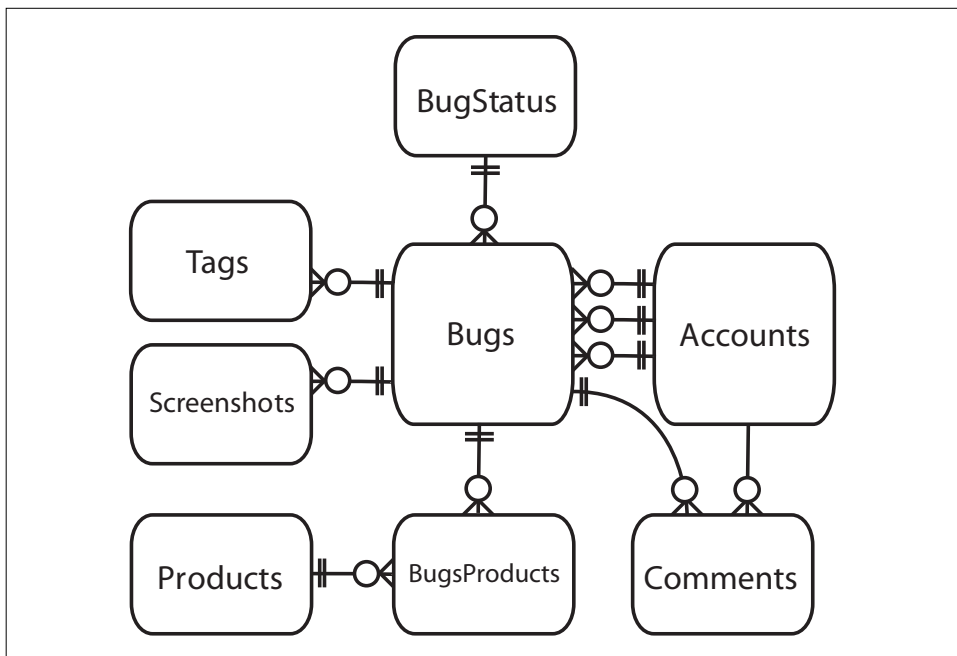 BugStatus
Tags
Bugs
Accounts
Screenshots
Products
BugsProducts
Comments